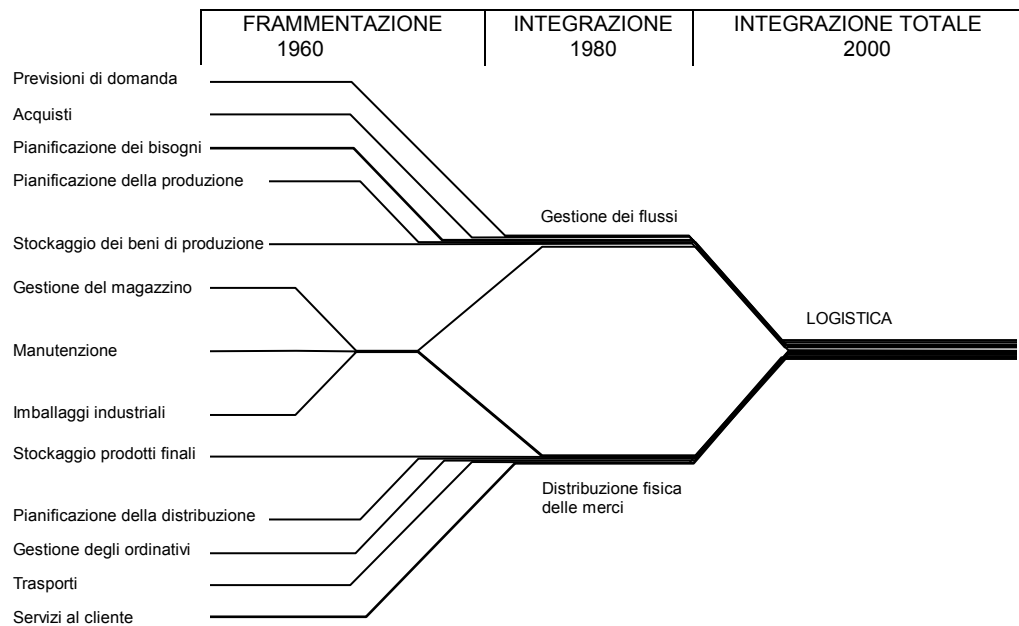 FRAMMENTAZIONE
1960
INTEGRAZIONE
1980
INTEGRAZIONE TOTALE
2000
Previsioni di domanda
Acquisti
Pianificazione dei bisogni
Pianificazione della produzione
Gestione dei flussi
Stockaggio dei beni di produzione
Gestione del magazzino
LOGISTICA
Manutenzione
Imballaggi industriali
Stockaggio prodotti finali
Distribuzione fisica
delle merci
Pianificazione della distribuzione
Gestione degli ordinativi
Trasporti
Servizi al cliente